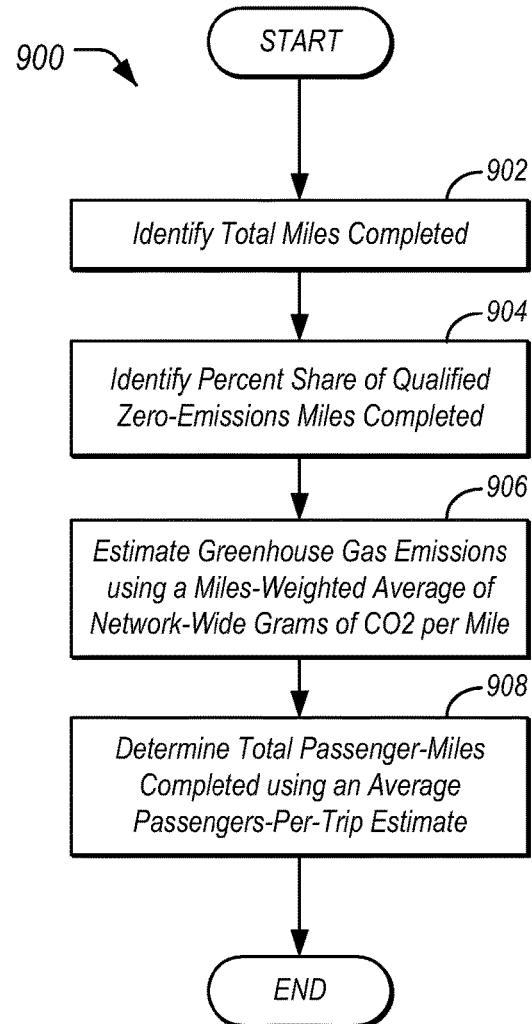 START
900
902
Identify Total Miles Completed
904
Identify Percent Share of Qualified
Zero-Emissions Miles Completed
906
Estimate Greenhouse Gas Emissions
using a Miles-Weighted Average of
Network-Wide Grams of CO2 per Mile
908
Determine Total Passenger-Miles
Completed using an Average
Passengers-Per-Trip Estimate
END